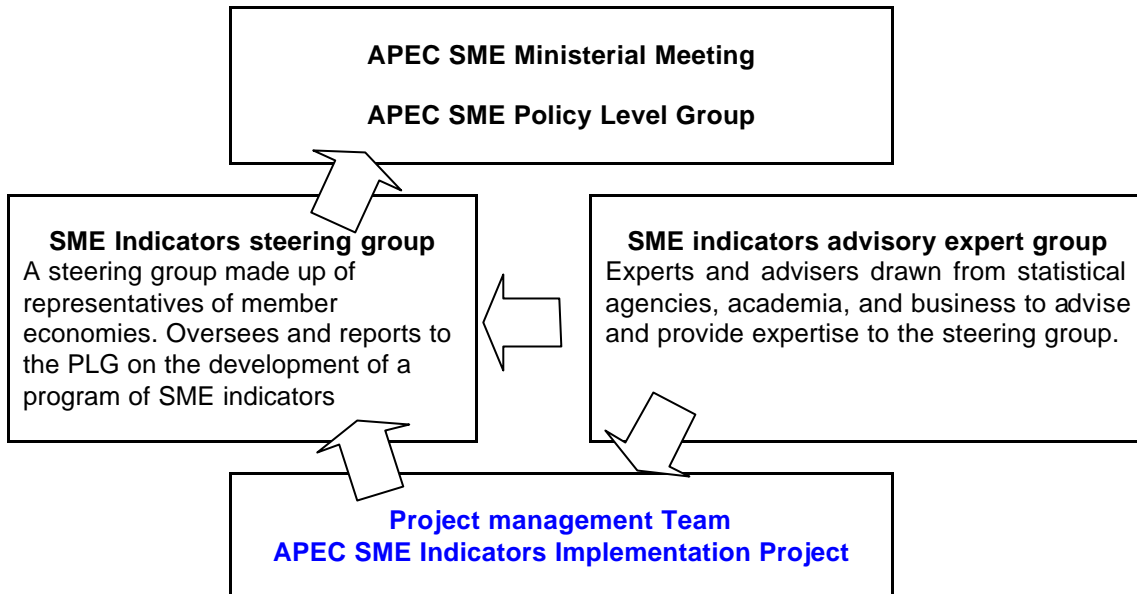 APEC SME Ministerial Meeting
APEC SME Policy Level Group
SME Indicators steering group
A steering group made up of
representatives of member
economies. Oversees and reports to
the PLG on the development of a
program of SME indicators
SME indicators advisory expert group
Experts and advisers drawn from statistical
agencies, academia, and business to advise
and provide expertise to the steering group.
Project management Team
APEC SME Indicators Implementation Project